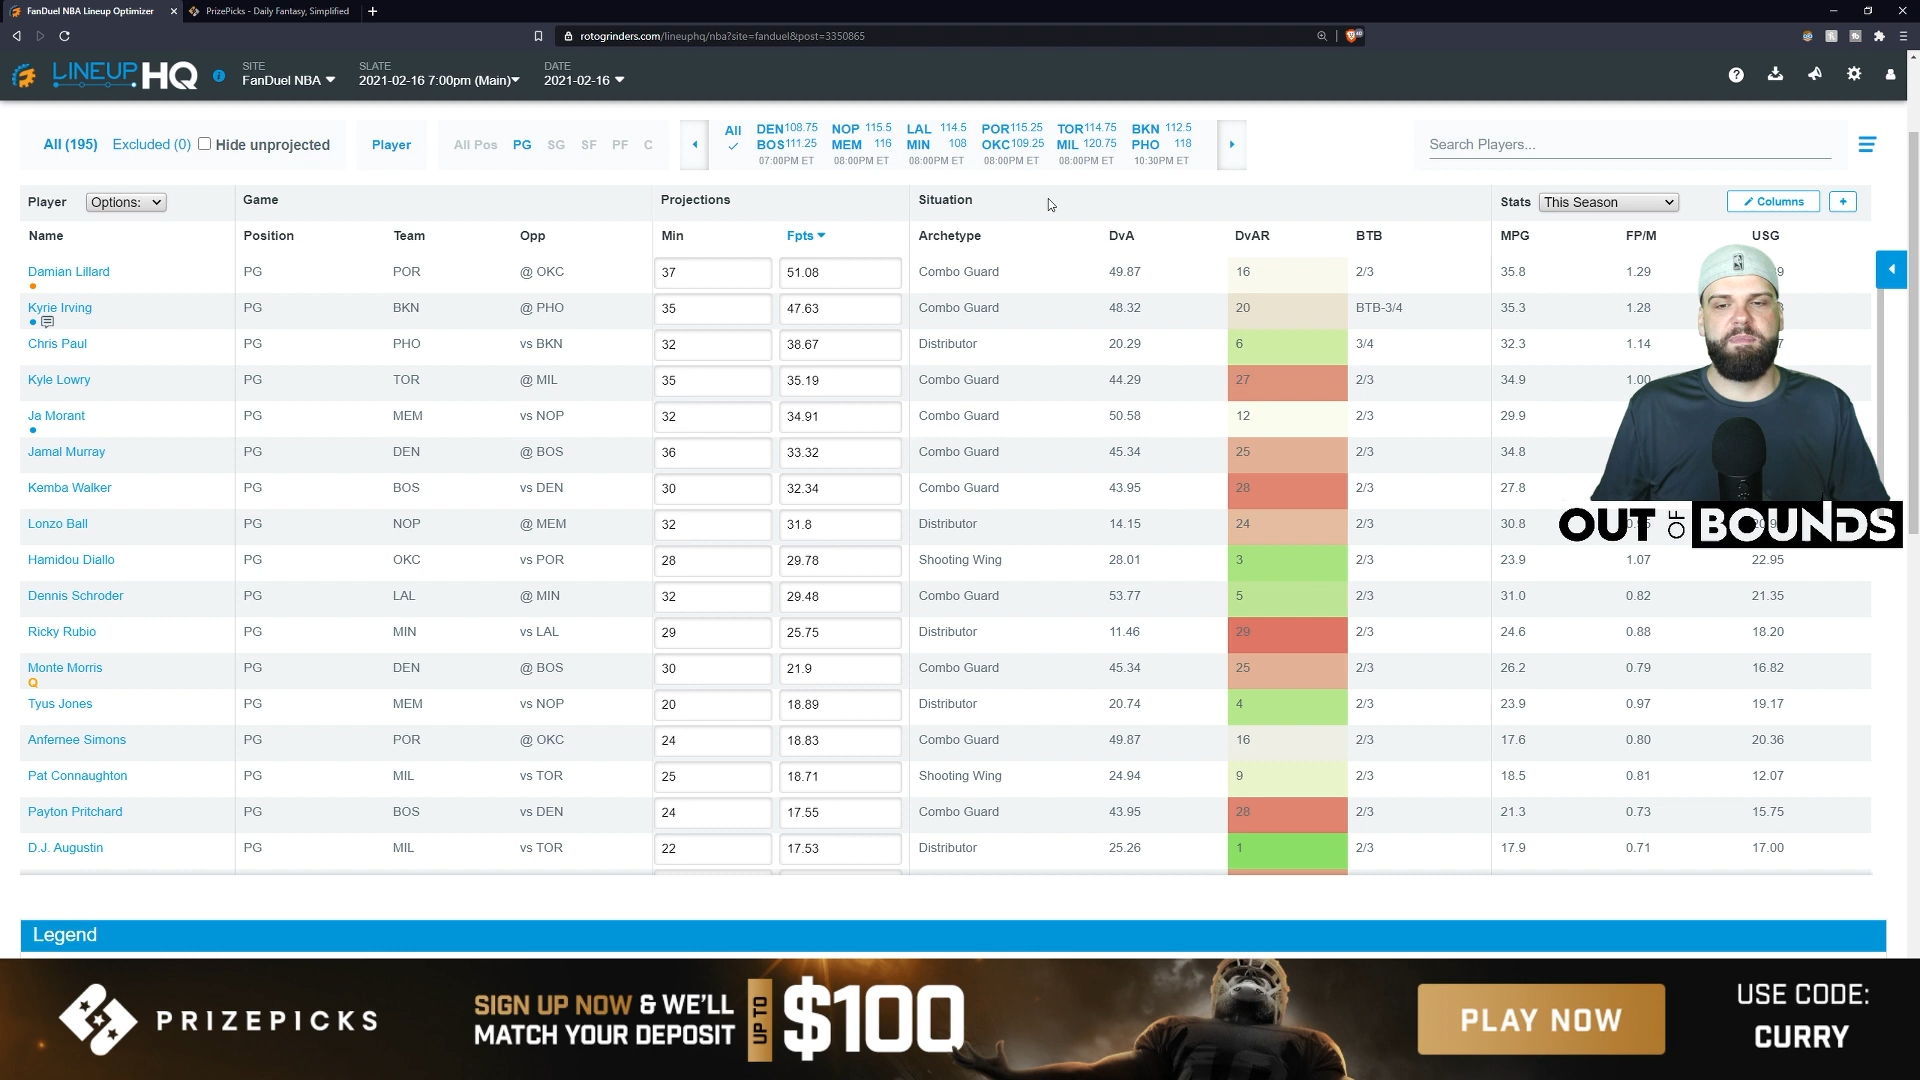 FanDuel NBA Lineup Optimizer
PrizePicks - Daily Fantasy, Simplified
rotogrinders.com/lineuphq/nba?site=fanduel&post=3350865
LINEUPHQ
SITE
FanDuel NBA
SLATE
2021-02-16 7:00pm (Main)
DATE
2021-02-16
All (195) Excluded (0) Hide unprojected
Player
All Pos PG SG SF PF C
All
DEN 108.75
BOS 111.25
07:00PM ET
NOP 115.5
MEM 116
08:00PM ET
LAL 114.5
MIN 108
08:00PM ET
POR 115.25
OKC 109.25
08:00PM ET
TOR 114.75
MIL 120.75
08:00PM ET
BKN 112.5
PHO 118
10:30PM ET
Search Players...
Player Options: Game Projections Situation Stats This Season Columns +
Name Position Team Opp Min Fpts Archetype DvA DvAR BTB MPG FP/M USG
Damian Lillard PG POR @ OKC 37 51.08 Combo Guard 49.87 16 2/3 35.8 1.29
Kyrie Irving PG BKN @ PHO 35 47.63 Combo Guard 48.32 20 BTB-3/4 35.3 1.28
Chris Paul PG PHO vs BKN 32 38.67 Distributor 20.29 6 3/4 32.3 1.14
Kyle Lowry PG TOR @ MIL 35 35.19 Combo Guard 44.29 27 2/3 34.9 1.00
Ja Morant PG MEM vs NOP 32 34.91 Combo Guard 50.58 12 2/3 29.9
Jamal Murray PG DEN @ BOS 36 33.32 Combo Guard 45.34 25 2/3 34.8
Kemba Walker PG BOS vs DEN 30 32.34 Combo Guard 43.95 28 2/3 27.8
Lonzo Ball PG NOP @ MEM 32 31.8 Distributor 14.15 24 2/3 30.8
OUT OF BOUNDS
Hamidou Diallo PG OKC vs POR 28 29.78 Shooting Wing 28.01 3 2/3 23.9 1.07 22.95
Dennis Schroder PG LAL @ MIN 32 29.48 Combo Guard 53.77 5 2/3 31.0 0.82 21.35
Ricky Rubio PG MIN vs LAL 29 25.75 Distributor 11.46 29 2/3 24.6 0.88 18.20
Monte Morris PG DEN @ BOS 30 21.9 Combo Guard 45.34 25 2/3 26.2 0.79 16.82
Q
Tyus Jones PG MEM vs NOP 20 18.89 Distributor 20.74 4 2/3 23.9 0.97 19.17
Anfernee Simons PG POR @ OKC 24 18.83 Combo Guard 49.87 16 2/3 17.6 0.80 20.36
Pat Connaughton PG MIL vs TOR 25 18.71 Shooting Wing 24.94 9 2/3 18.5 0.81 12.07
Payton Pritchard PG BOS vs DEN 24 17.55 Combo Guard 43.95 28 2/3 21.3 0.73 15.75
D.J. Augustin PG MIL vs TOR 22 17.53 Distributor 25.26 1 2/3 17.9 0.71 17.00
Legend
PRIZEPICKS
SIGN UP NOW & WE'LL
MATCH YOUR DEPOSIT
UP TO
$100
PLAY NOW
USE CODE:
CURRY